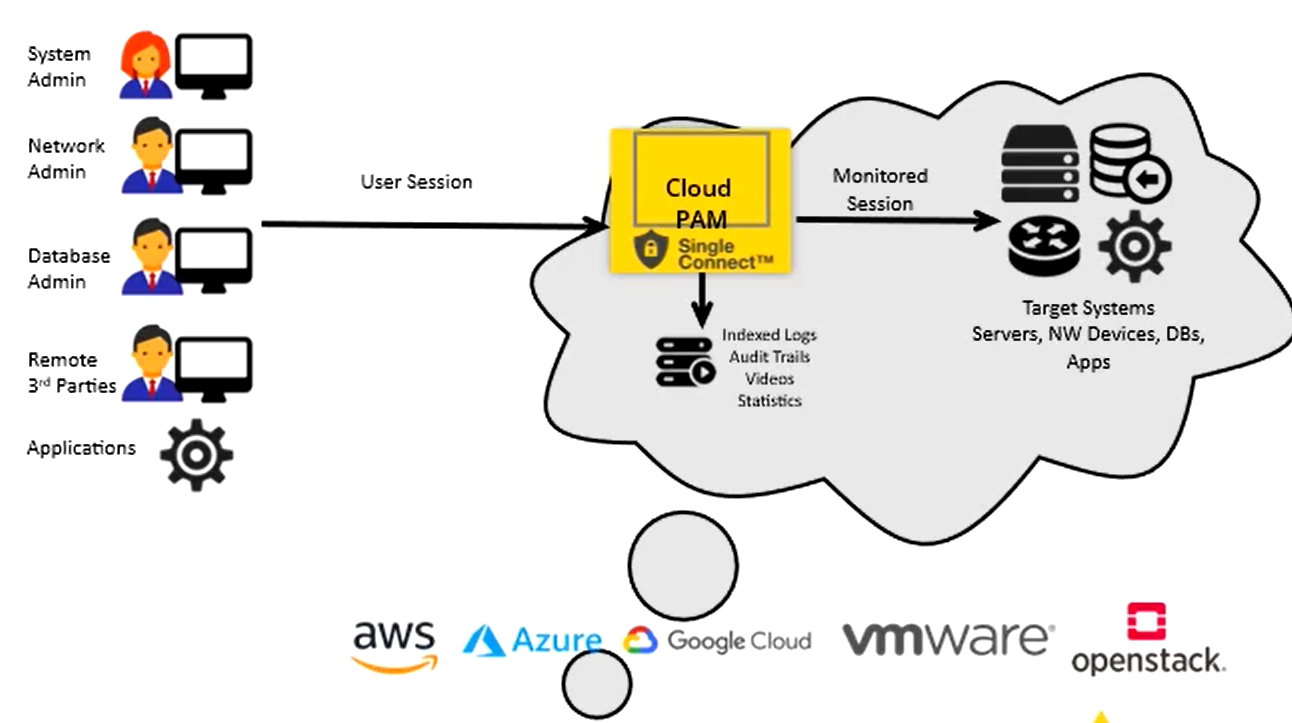 System
Admin
Network
Admin
Database
Admin
Remote
3rd Parties
Applications
User Session
Cloud
PAM
Single
Connect™
Monitored
Session
Indexed Logs
Audit Trails
Videos
Statistics
Target Systems
Servers, NW Devices, DBs,
Apps
aws
Azure
Google Cloud
vmware®
openstack.